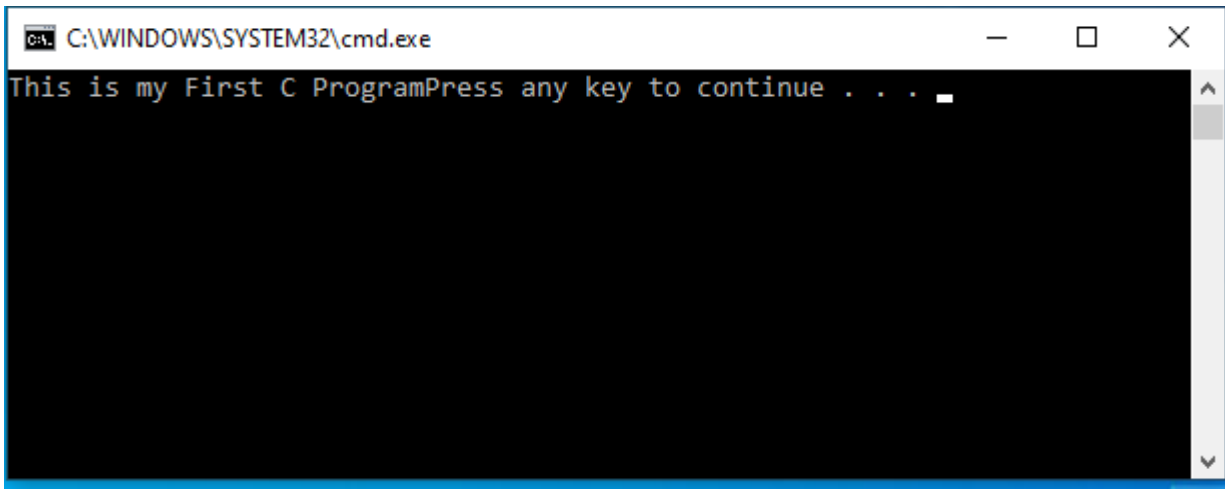 C:\WINDOWS\SYSTEM32\cmd.exe
This is my First C ProgramPress any key to continue . . .